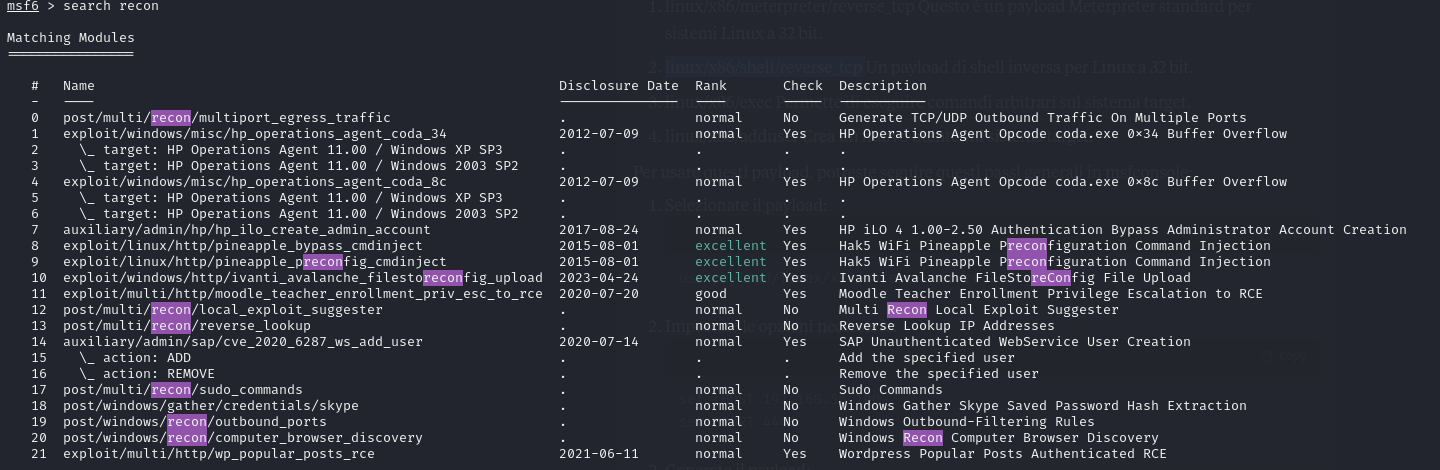 msf6 > search recon
Matching Modules
================
# Name Disclosure Date Rank Check Description
- ---- --------------- ---- ----- -----------
0 post/multi/recon/multiport_egress_traffic . normal No Generate TCP/UDP Outbound Traffic On Multiple Ports
1 exploit/windows/misc/hp_operations_agent_coda_34 2012-07-09 normal Yes HP Operations Agent Opcode coda.exe 0x34 Buffer Overflow
2 \_ target: HP Operations Agent 11.00 / Windows XP SP3 . . . .
3 \_ target: HP Operations Agent 11.00 / Windows 2003 SP2 . . . .
4 exploit/windows/misc/hp_operations_agent_coda_8c 2012-07-09 normal Yes HP Operations Agent Opcode coda.exe 0x8c Buffer Overflow
5 \_ target: HP Operations Agent 11.00 / Windows XP SP3 . . . .
6 \_ target: HP Operations Agent 11.00 / Windows 2003 SP2 . . . .
7 auxiliary/admin/hp/hp_ilo_create_admin_account 2017-08-24 normal Yes HP iLO 4 1.00-2.50 Authentication Bypass Administrator Account Creation
8 exploit/linux/http/pineapple_bypass_cmdinject 2015-08-01 excellent Yes Hak5 WiFi Pineapple Preconfiguration Command Injection
9 exploit/linux/http/pineapple_preconfig_cmdinject 2015-08-01 excellent Yes Hak5 WiFi Pineapple Preconfiguration Command Injection
10 exploit/windows/http/ivanti_avalanche_filestoreconfig_upload 2023-04-24 excellent Yes Ivanti Avalanche FileStoreConfig File Upload
11 exploit/multi/http/moodle_teacher_enrollment_priv_esc_to_rce 2020-07-20 good Yes Moodle Teacher Enrollment Privilege Escalation to RCE
12 post/multi/recon/local_exploit_suggester . normal No Multi Recon Local Exploit Suggester
13 post/multi/recon/reverse_lookup . normal No Reverse Lookup IP Addresses
14 auxiliary/admin/sap/cve_2020_6287_ws_add_user 2020-07-14 normal Yes SAP Unauthenticated WebService User Creation
15 \_ action: ADD . . . Add the specified user
16 \_ action: REMOVE . . . Remove the specified user
17 post/multi/recon/sudo_commands . normal No Sudo Commands
18 post/windows/gather/credentials/skype . normal No Windows Gather Skype Saved Password Hash Extraction
19 post/windows/recon/outbound_ports . normal No Windows Outbound-Filtering Rules
20 post/windows/recon/computer_browser_discovery . normal No Windows Recon Computer Browser Discovery
21 exploit/multi/http/wp_popular_posts_rce 2021-06-11 normal Yes Wordpress Popular Posts Authenticated RCE